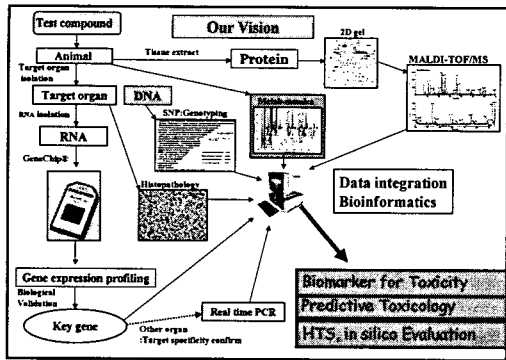 Our Vision
Test compound
Animal
Tissue extract
Protein
2D gel
MALDI-TOF/MS
Target organ
isolation
Target organ
DNA
SNP:Genotyping
RNA isolation
RNA
GeneChip®
Histopathology
Data integration
Bioinformatics
Gene expression profiling
Biological
Validation
Key gene
Real time PCR
Other organ
:Target specificity confirm
Biomarker for Toxicity
Predictive Toxicology
HTS, in silico Evaluation